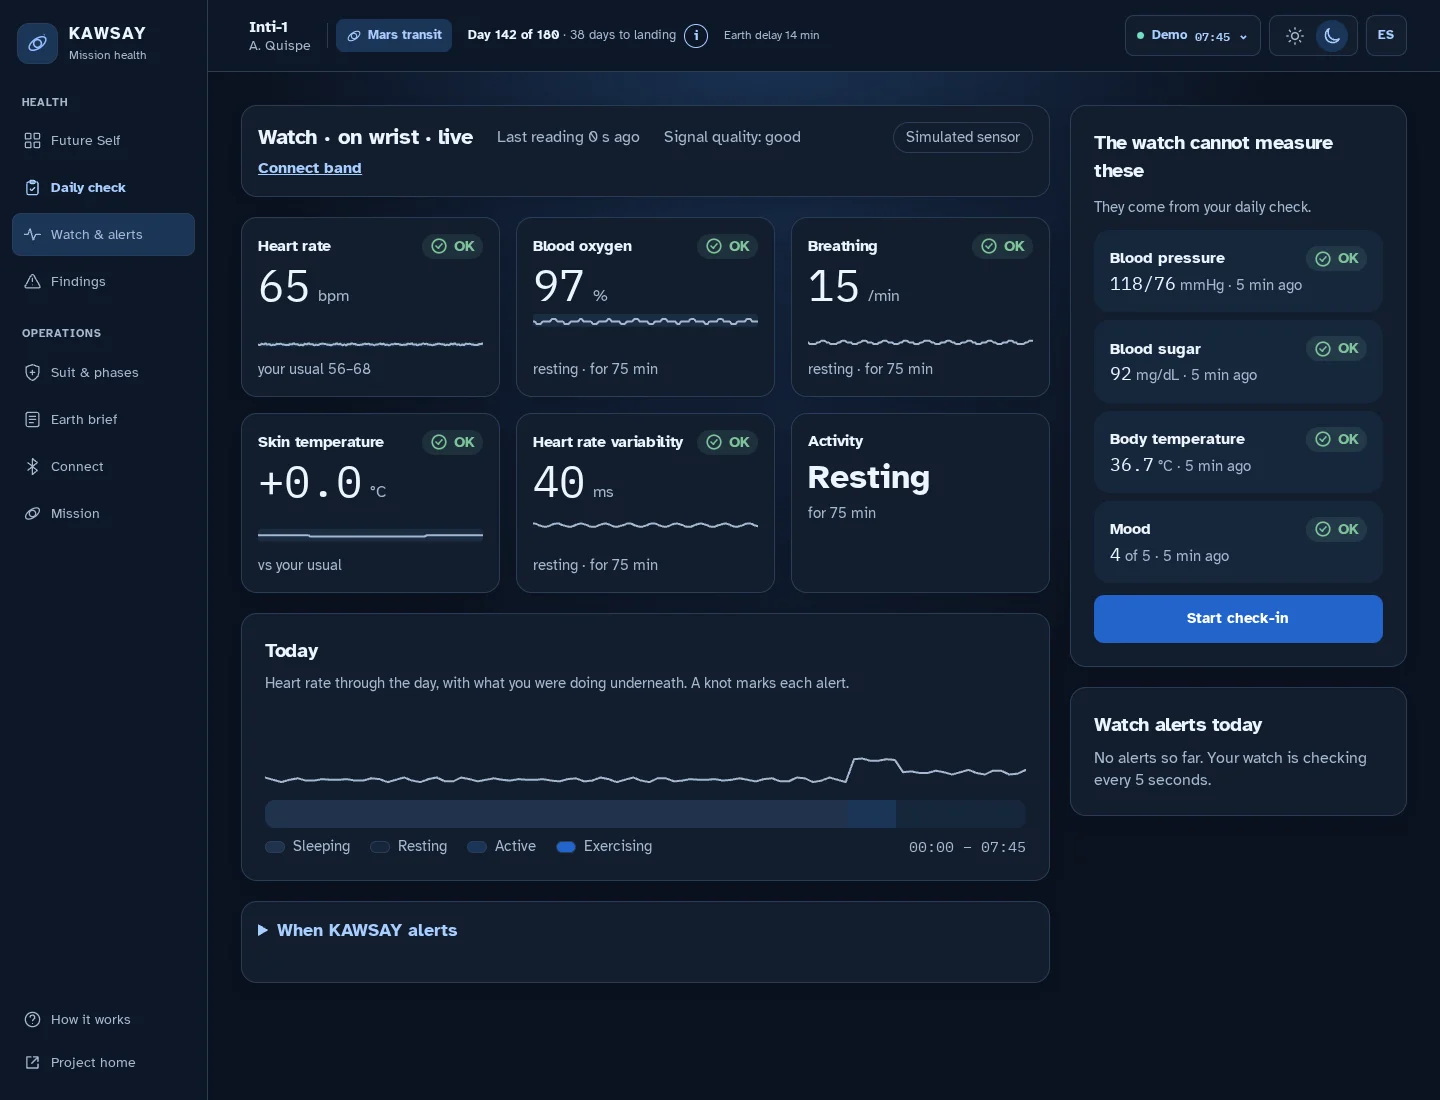 KAWSAY
Mission health
HEALTH
Future Self
Daily check
Watch & alerts
Findings
OPERATIONS
Suit & phases
Earth brief
Connect
Mission
How it works
Project home
Inti-1
A. Quispe
Mars transit
Day 142 of 180 · 38 days to landing
i
Earth delay 14 min
Demo 07:45
ES
Watch · on wrist · live
Last reading 0 s ago
Signal quality: good
Simulated sensor
Connect band
Heart rate
OK
65 bpm
your usual 56–68
Blood oxygen
OK
97 %
resting · for 75 min
Breathing
OK
15 /min
resting · for 75 min
Skin temperature
OK
+0.0 °C
vs your usual
Heart rate variability
OK
40 ms
resting · for 75 min
Activity
Resting
for 75 min
Today
Heart rate through the day, with what you were doing underneath. A knot marks each alert.
Sleeping
Resting
Active
Exercising
00:00 – 07:45
When KAWSAY alerts
The watch cannot measure
these
They come from your daily check.
Blood pressure
OK
118/76 mmHg · 5 min ago
Blood sugar
OK
92 mg/dL · 5 min ago
Body temperature
OK
36.7 °C · 5 min ago
Mood
OK
4 of 5 · 5 min ago
Start check-in
Watch alerts today
No alerts so far. Your watch is checking
every 5 seconds.